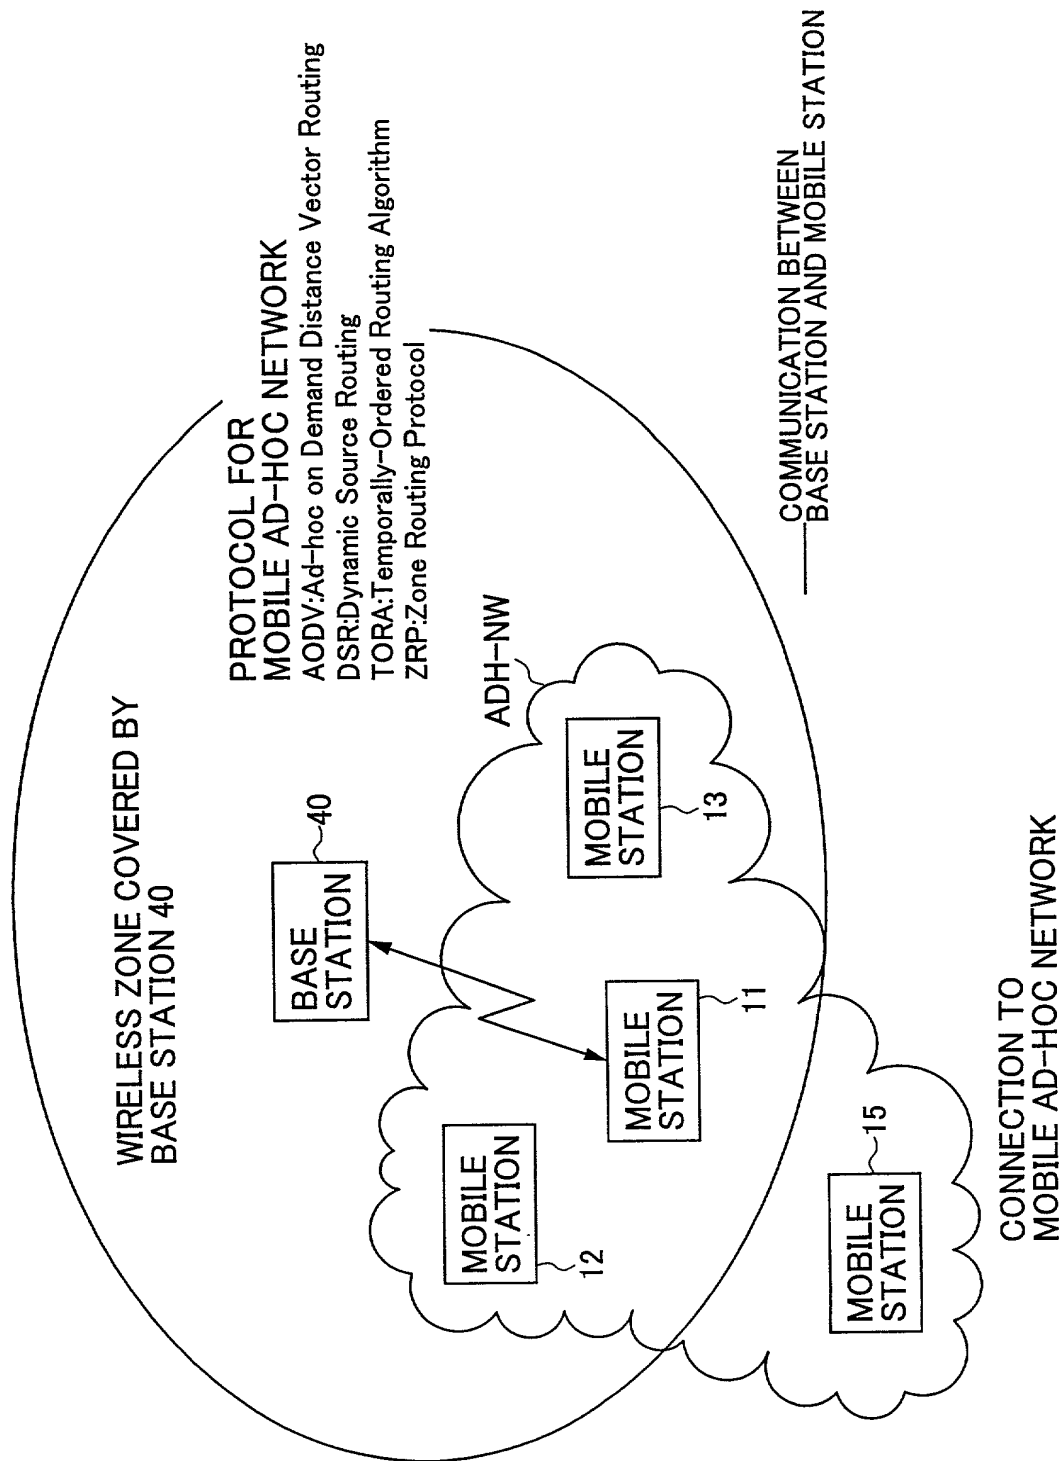 WIRELESS ZONE COVERED BY
BASE STATION 40
PROTOCOL FOR
MOBILE AD-HOC NETWORK
AODV:Ad-hoc on Demand Distance Vector Routing
DSR:Dynamic Source Routing
TORA:Temporally-Ordered Routing Algorithm
ZRP:Zone Routing Protocol
BASE
STATION
40
ADH-NW
MOBILE
STATION
12
MOBILE
STATION
11
MOBILE
STATION
13
MOBILE
STATION
15
COMMUNICATION BETWEEN
BASE STATION AND MOBILE STATION
CONNECTION TO
MOBILE AD-HOC NETWORK